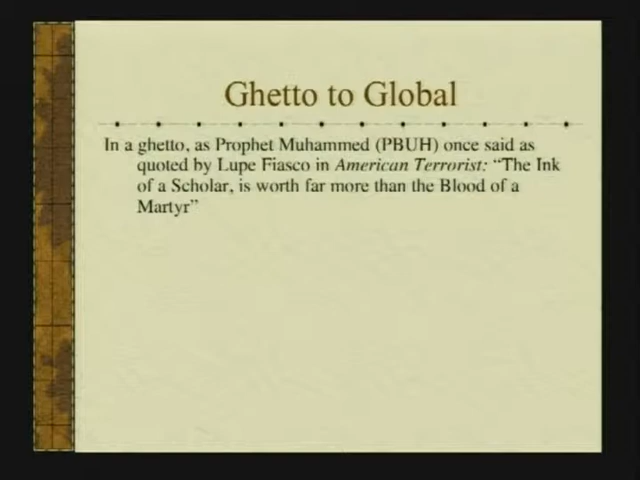 Ghetto to Global
In a ghetto, as Prophet Muhammed (PBUH) once said as
quoted by Lupe Fiasco in American Terrorist: “The Ink
of a Scholar, is worth far more than the Blood of a
Martyr”